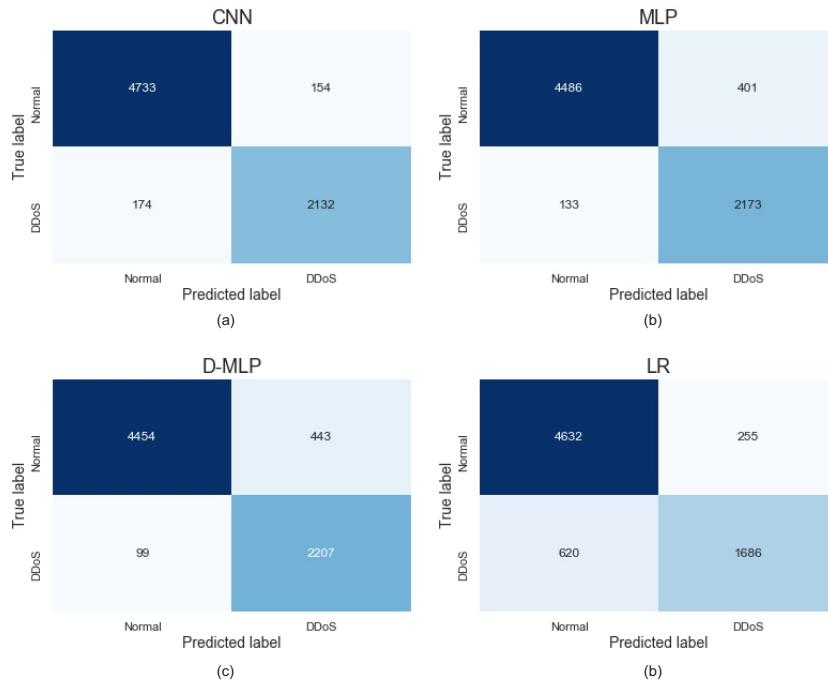 CNN
MLP
True label
Normal
4733
154
DDoS
174
2132
Normal
DDoS
Predicted label
(a)
True label
Normal
4486
401
DDoS
133
2173
Normal
DDoS
Predicted label
(b)
D-MLP
LR
True label
Normal
4454
443
DDoS
99
2207
Normal
DDoS
Predicted label
(c)
True label
Normal
4632
255
DDoS
620
1686
Normal
DDoS
Predicted label
(b)